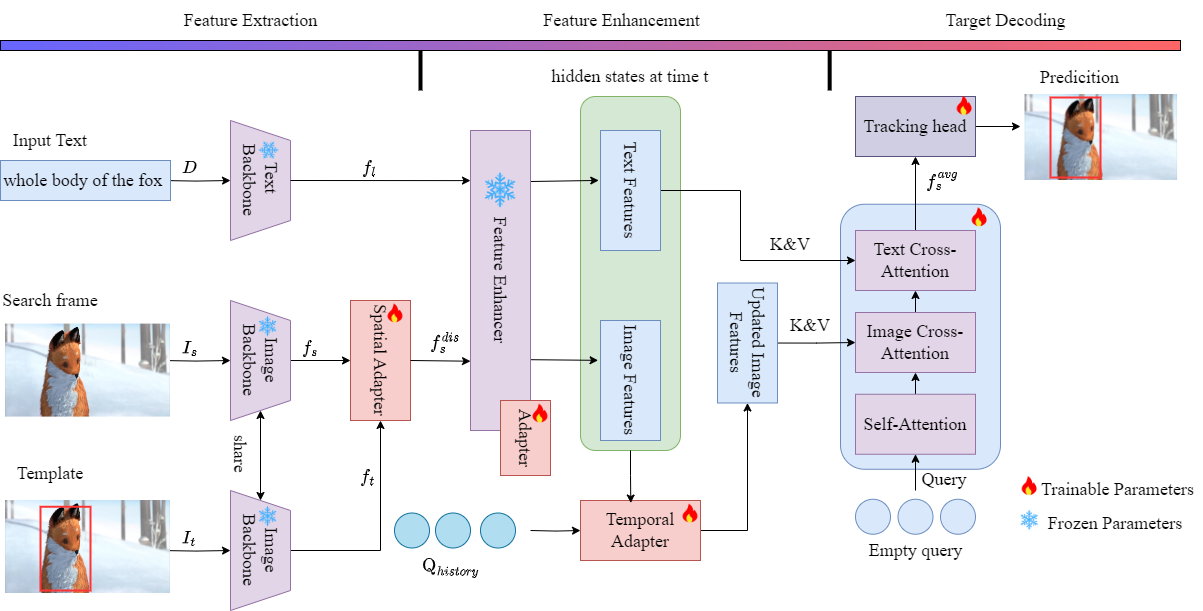 Feature Extraction
Feature Enhancement
Target Decoding
hidden states at time t
Predicition
Input Text
whole body of the fox
D
Text
Backbone
f_l
Feature Enhancer
Adapter
Text Features
Image Features
K&V
Tracking head
f_s^{avg}
Text Cross-
Attention
Image Cross-
Attention
Self-Attention
Query
Empty query
Search frame
I_s
Image
Backbone
f_s
Spatial Adapter
f_s^{dis}
Updated Image
Features
K&V
share
Template
I_t
Image
Backbone
f_t
Q_{history}
Temporal
Adapter
Trainable Parameters
Frozen Parameters